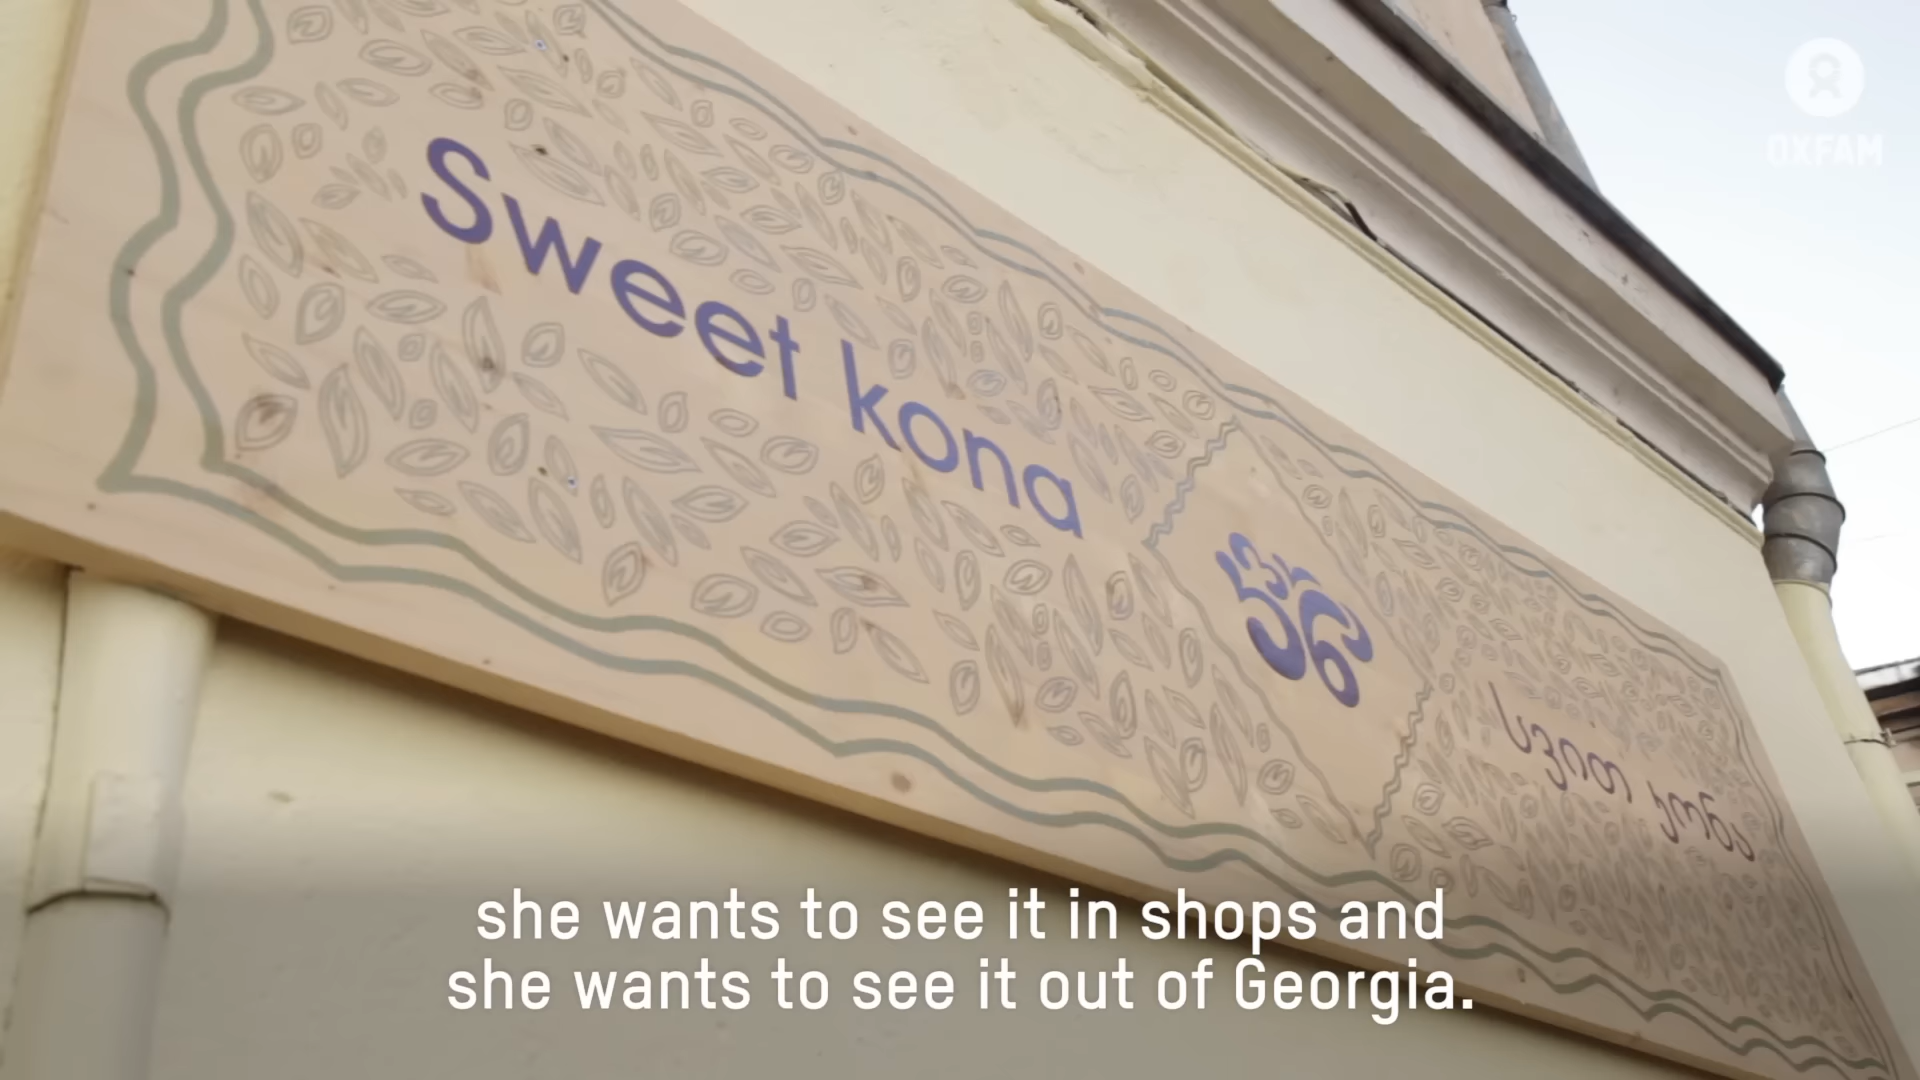 OXFAM
Sweet kona
სვით კონა
she wants to see it in shops and
she wants to see it out of Georgia.